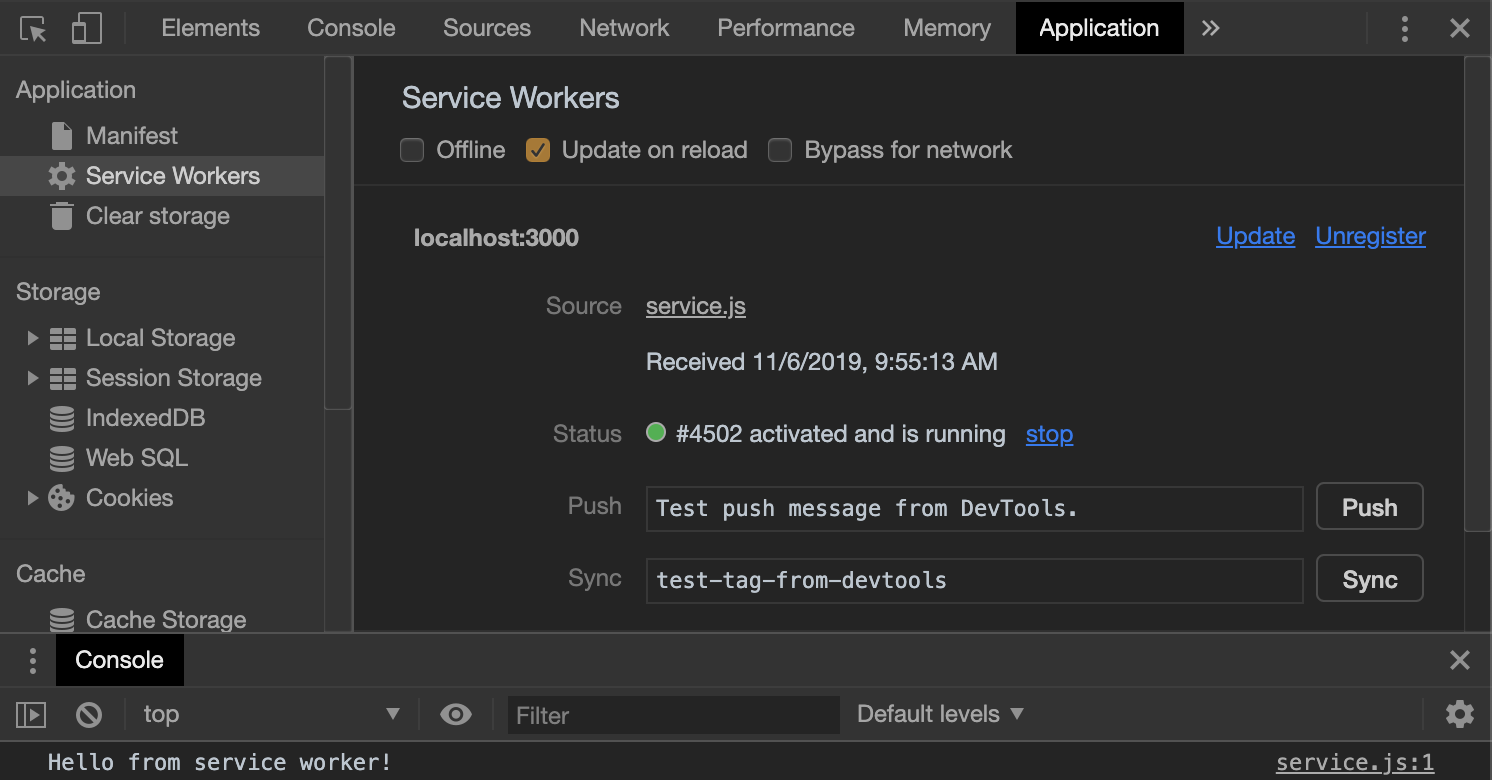 Elements Console Sources Network Performance Memory Application
Application
Manifest
Service Workers
Clear storage
Storage
Local Storage
Session Storage
IndexedDB
Web SQL
Cookies
Cache
Cache Storage
Service Workers
Offline Update on reload Bypass for network
localhost:3000 Update Unregister
Source service.js
Received 11/6/2019, 9:55:13 AM
Status #4502 activated and is running stop
Push Test push message from DevTools. Push
Sync test-tag-from-devtools Sync
Console
top Filter Default levels
Hello from service worker! service.js:1